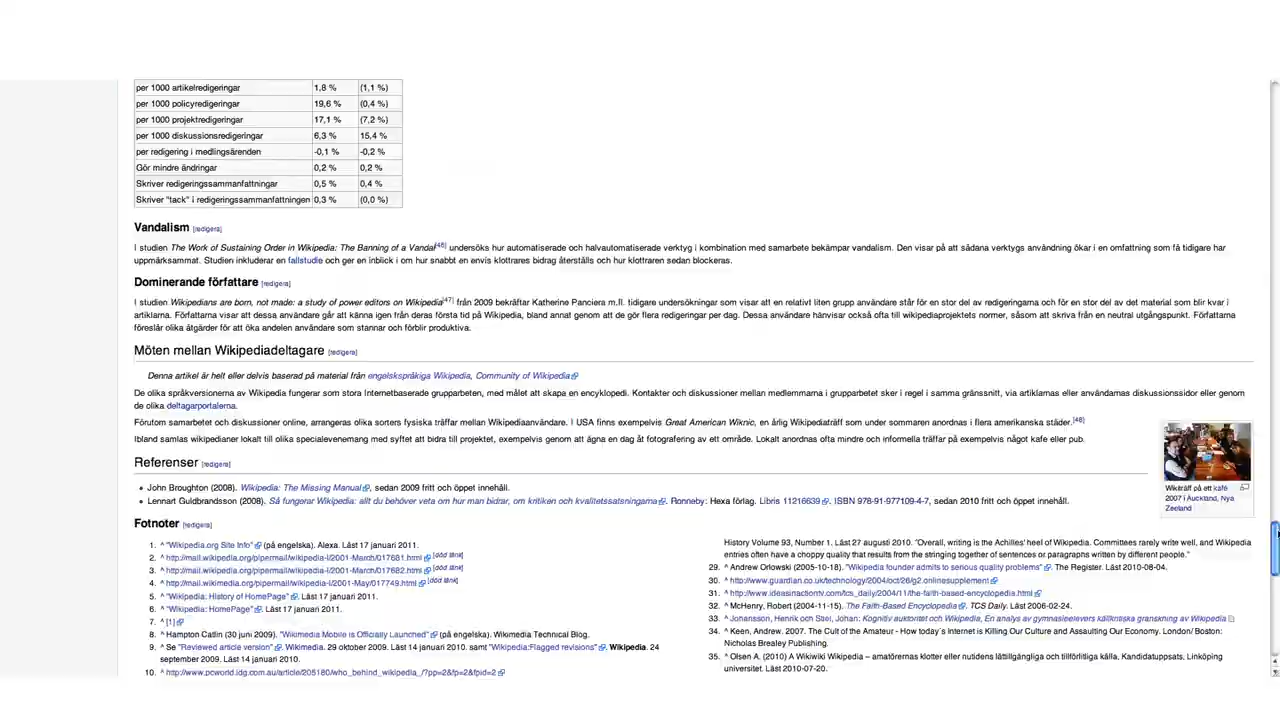 per 1000 artikelredigeringar 1,8 % (1,1 %)
per 1000 policyredigeringar 19,6 % (0,4 %)
per 1000 projektredigeringar 17,1 % (7,2 %)
per 1000 diskussionsredigeringar 6,3 % 15,4 %
per redigering i medlingsärenden -0,1 % -0,2 %
Gör mindre ändringar 0,2 % 0,2 %
Skriver redigeringssammanfattningar 0,5 % 0,4 %
Skriver "tack" i redigeringssammanfattningen 0,3 % (0,0 %)
Vandalism [redigera]
I studien The Work of Sustaining Order in Wikipedia: The Banning of a Vandal[46] undersöks hur automatiserade och halvautomatiserade verktyg i kombination med samarbete bekämpar vandalism. Den visar på att sådana verktygs användning ökar i en omfattning som få tidigare har
uppmärksammat. Studien inkluderar en fallstudie och ger en inblick i om hur snabbt en envis klottrares bidrag återställs och hur klottraren sedan blockeras.
Dominerande författare [redigera]
I studien Wikipedians are born, not made: a study of power editors on Wikipedia[47] från 2009 bekräftar Katherine Panciera m.fl. tidigare undersökningar som visar att en relativt liten grupp användare står för en stor del av redigeringarna och för en stor del av det material som blir kvar i
artiklarna. Författarna visar att dessa användare går att känna igen från deras första tid på Wikipedia, bland annat genom att de gör flera redigeringar per dag. Dessa användare hänvisar också ofta till wikipediaprojektets normer, såsom att skriva från en neutral utgångspunkt. Författarna
föreslår olika åtgärder för att öka andelen användare som stannar och förblir produktiva.
Möten mellan Wikipediadeltagare [redigera]
Denna artikel är helt eller delvis baserad på material från engelskspråkiga Wikipedia, Community of Wikipedia
De olika språkversionerna av Wikipedia fungerar som stora Internetbaserade grupparbeten, med målet att skapa en encyklopedi. Kontakter och diskussioner mellan medlemmarna i grupparbetet sker i regel i samma gränssnitt, via artiklarnas eller användarnas diskussionssidor eller genom
de olika deltagarportalerna.
Förutom samarbetet och diskussioner online, arrangeras olika sorters fysiska träffar mellan Wikipediaanvändare. I USA finns exempelvis Great American Wiknic, en årlig Wikipediaträff som under sommaren anordnas i flera amerikanska städer.[48]
Ibland samlas wikipedianer lokalt till olika specialevenemang med syftet att bidra till projektet, exempelvis genom att ägna en dag åt fotografering av ett område. Lokalt anordnas ofta mindre och informella träffar på exempelvis något kafe eller pub.
Wikiträff på ett kafé
2007 i Auckland, Nya
Zeeland
Referenser [redigera]
• John Broughton (2008). Wikipedia: The Missing Manual, sedan 2009 fritt och öppet innehåll.
• Lennart Guldbrandsson (2008). Så fungerar Wikipedia: allt du behöver veta om hur man bidrar, om kritiken och kvalitetssatsningarna. Ronneby: Hexa förlag. Libris 11216639. ISBN 978-91-977109-4-7, sedan 2010 fritt och öppet innehåll.
Fotnoter [redigera]
1. ^ "Wikipedia.org Site Info" (på engelska). Alexa. Läst 17 januari 2011.
2. ^ http://mail.wikipedia.org/pipermail/wikipedia-l/2001-March/017681.html [död länk]
3. ^ http://mail.wikipedia.org/pipermail/wikipedia-l/2001-March/017682.html [död länk]
4. ^ http://mail.wikimedia.org/pipermail/wikipedia-l/2001-May/017749.html [död länk]
5. ^ "Wikipedia: History of HomePage". Läst 17 januari 2011.
6. ^ "Wikipedia: HomePage". Läst 17 januari 2011.
7. ^ [1]
8. ^ Hampton Catlin (30 juni 2009). "Wikimedia Mobile is Officially Launched" (på engelska). Wikimedia Technical Blog.
9. ^ Se "Reviewed article version". Wikimedia. 29 oktober 2009. Läst 14 januari 2010. samt "Wikipedia:Flagged revisions". Wikipedia. 24
september 2009. Läst 14 januari 2010.
10. ^ http://www.pcworld.idg.com.au/article/205180/who_behind_wikipedia_/?pp=2&fp=2&fpid=2
History Volume 93, Number 1. Läst 27 augusti 2010. "Overall, writing is the Achilles' heel of Wikipedia. Committees rarely write well, and Wikipedia
entries often have a choppy quality that results from the stringing together of sentences or paragraphs written by different people."
29. ^ Andrew Orlowski (2005-10-18). "Wikipedia founder admits to serious quality problems". The Register. Läst 2010-08-04.
30. ^ http://www.guardian.co.uk/technology/2004/oct/26/g2.onlinesupplement
31. ^ http://www.ideasinactiontv.com/tcs_daily/2004/11/the-faith-based-encyclopedia.html
32. ^ McHenry, Robert (2004-11-15). The Faith-Based Encyclopedia. TCS Daily. Läst 2006-02-24.
33. ^ Johansson, Henrik och Stiel, Johan: Kognitiv auktoritet och Wikipedia, En analys av gymnasieelevers källkritiska granskning av Wikipedia
34. ^ Keen, Andrew. 2007. The Cult of the Amateur - How today´s Internet is Killing Our Culture and Assaulting Our Economy. London/ Boston:
Nicholas Brealey Publishing.
35. ^ Olsen A. (2010) A Wikiwiki Wikipedia – amatörernas klotter eller nutidens lättillgängliga och tillförlitliga källa, Kandidatuppsats, Linköping
universitet. Läst 2010-07-20.